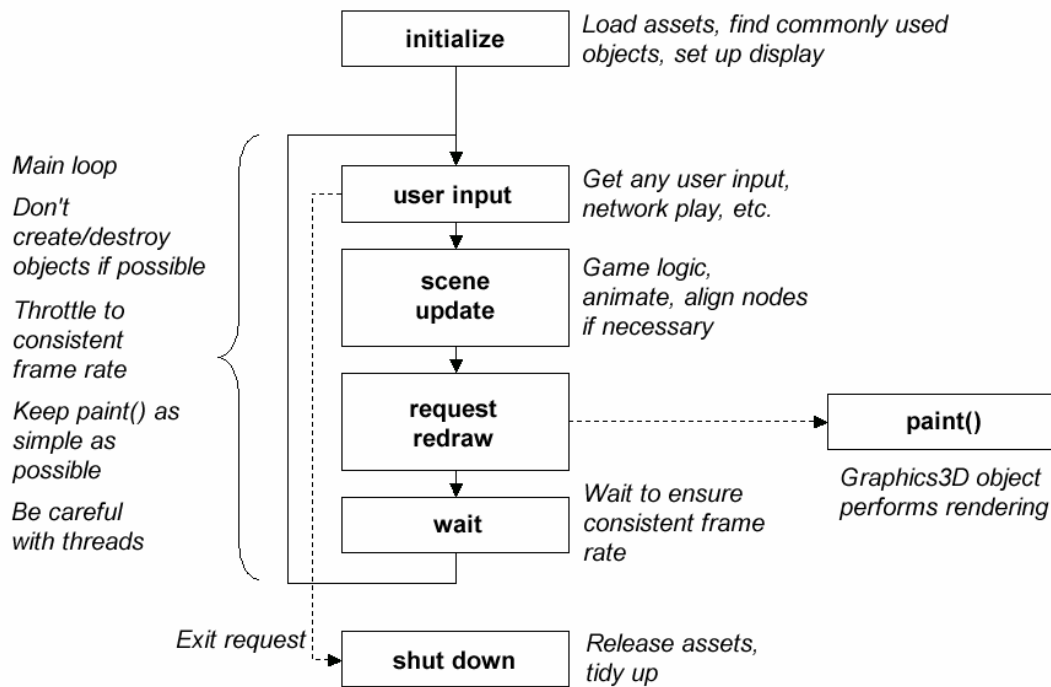 initialize
Load assets, find commonly used
objects, set up display
Main loop
Don't
create/destroy
objects if possible
Throttle to
consistent
frame rate
Keep paint() as
simple as
possible
Be careful
with threads
user input
Get any user input,
network play, etc.
scene
update
Game logic,
animate, align nodes
if necessary
request
redraw
paint()
Graphics3D object
performs rendering
wait
Wait to ensure
consistent frame
rate
Exit request
shut down
Release assets,
tidy up